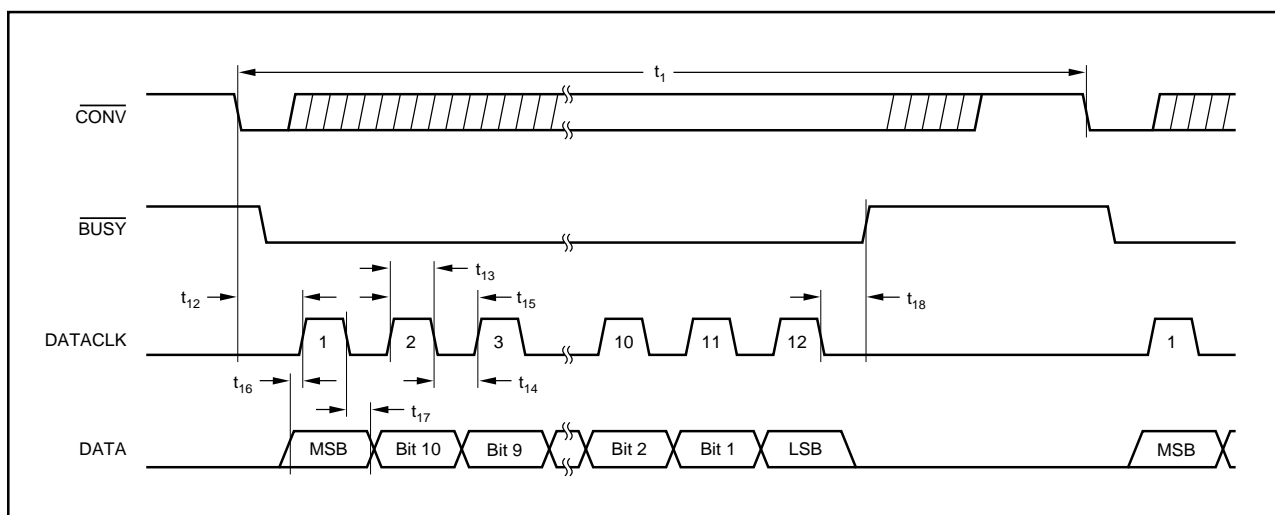 t1
CONV
BUSY
t13
t12 t15 t18
DATACLK 1 2 3 10 11 12 1
t16 t14
t17
DATA MSB Bit 10 Bit 9 Bit 2 Bit 1 LSB MSB